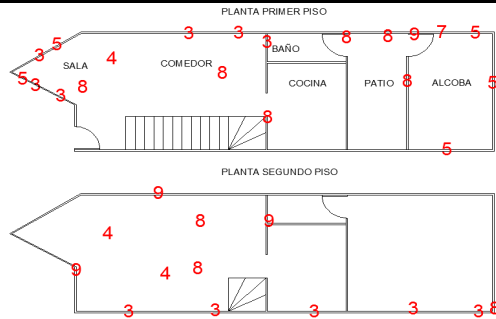 PLANTA PRIMER PISO
3 3 8 8 9 7 5
5 3 BAÑO
3 SALA 4 COMEDOR 8
5 3 8 COCINA PATIO 8 ALCOBA 5
3
8
5
PLANTA SEGUNDO PISO
9
8 9
4
9 4 8
3 3 3 3 3 8